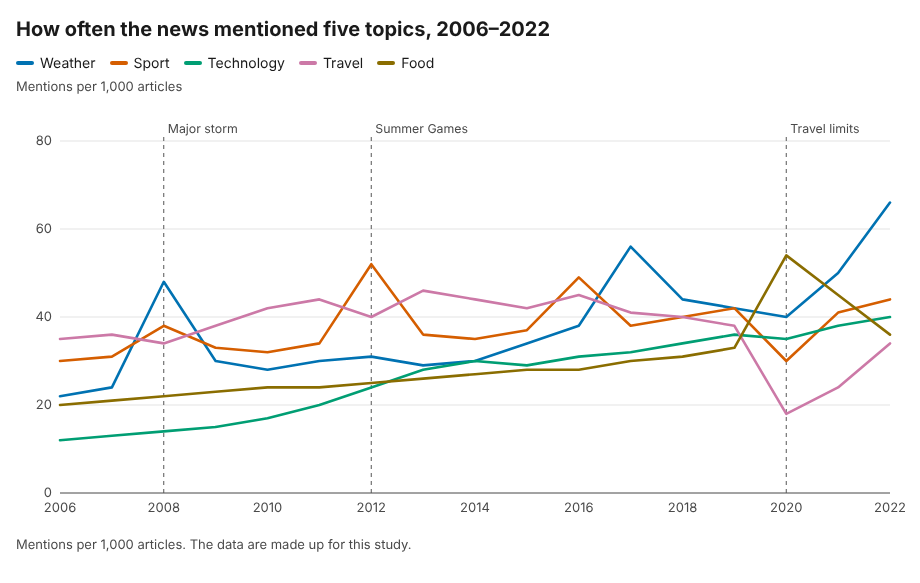 How often the news mentioned five topics, 2006–2022
Weather Sport Technology Travel Food
Mentions per 1,000 articles
Major storm Summer Games Travel limits
80
60
40
20
0
2006 2008 2010 2012 2014 2016 2018 2020 2022
Mentions per 1,000 articles. The data are made up for this study.